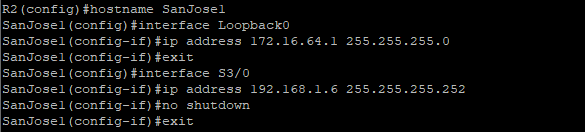 R2(config)#hostname SanJose1
SanJose1(config)#interface Loopback0
SanJose1(config-if)#ip address 172.16.64.1 255.255.255.0
SanJose1(config-if)#exit
SanJose1(config)#interface S3/0
SanJose1(config-if)#ip address 192.168.1.6 255.255.255.252
SanJose1(config-if)#no shutdown
SanJose1(config-if)#exit